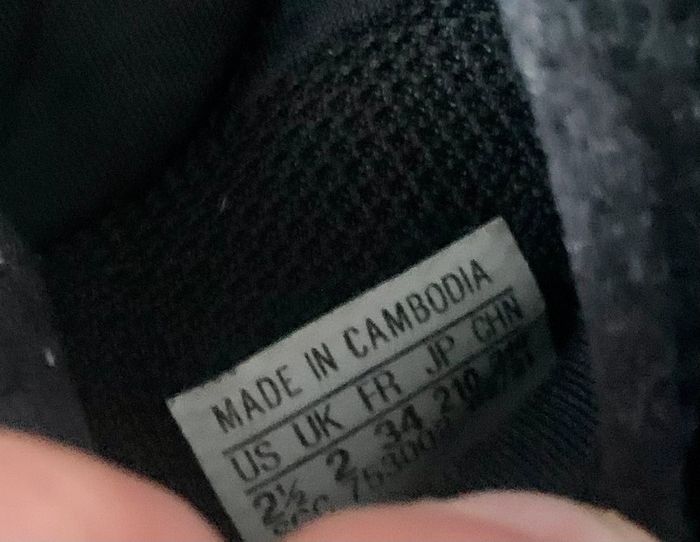 MADE IN CAMBODIA
US UK FR JP CHN
2½ 2 34 210